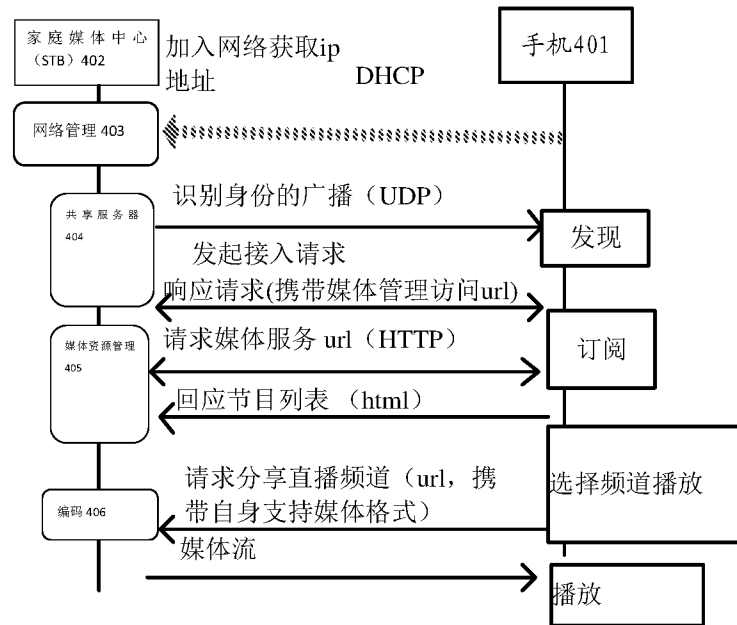 家庭媒体中心
（STB）402
手机401
加入网络获取ip
地址
DHCP
网络管理 403
识别身份的广播（UDP）
共享服务器
404
发现
发起接入请求
响应请求(携带媒体管理访问url)
请求媒体服务 url（HTTP）
订阅
媒体资源管理
405
回应节目列表 （html）
请求分享直播频道（url，携
带自身支持媒体格式）
选择频道播放
编码 406
媒体流
播放